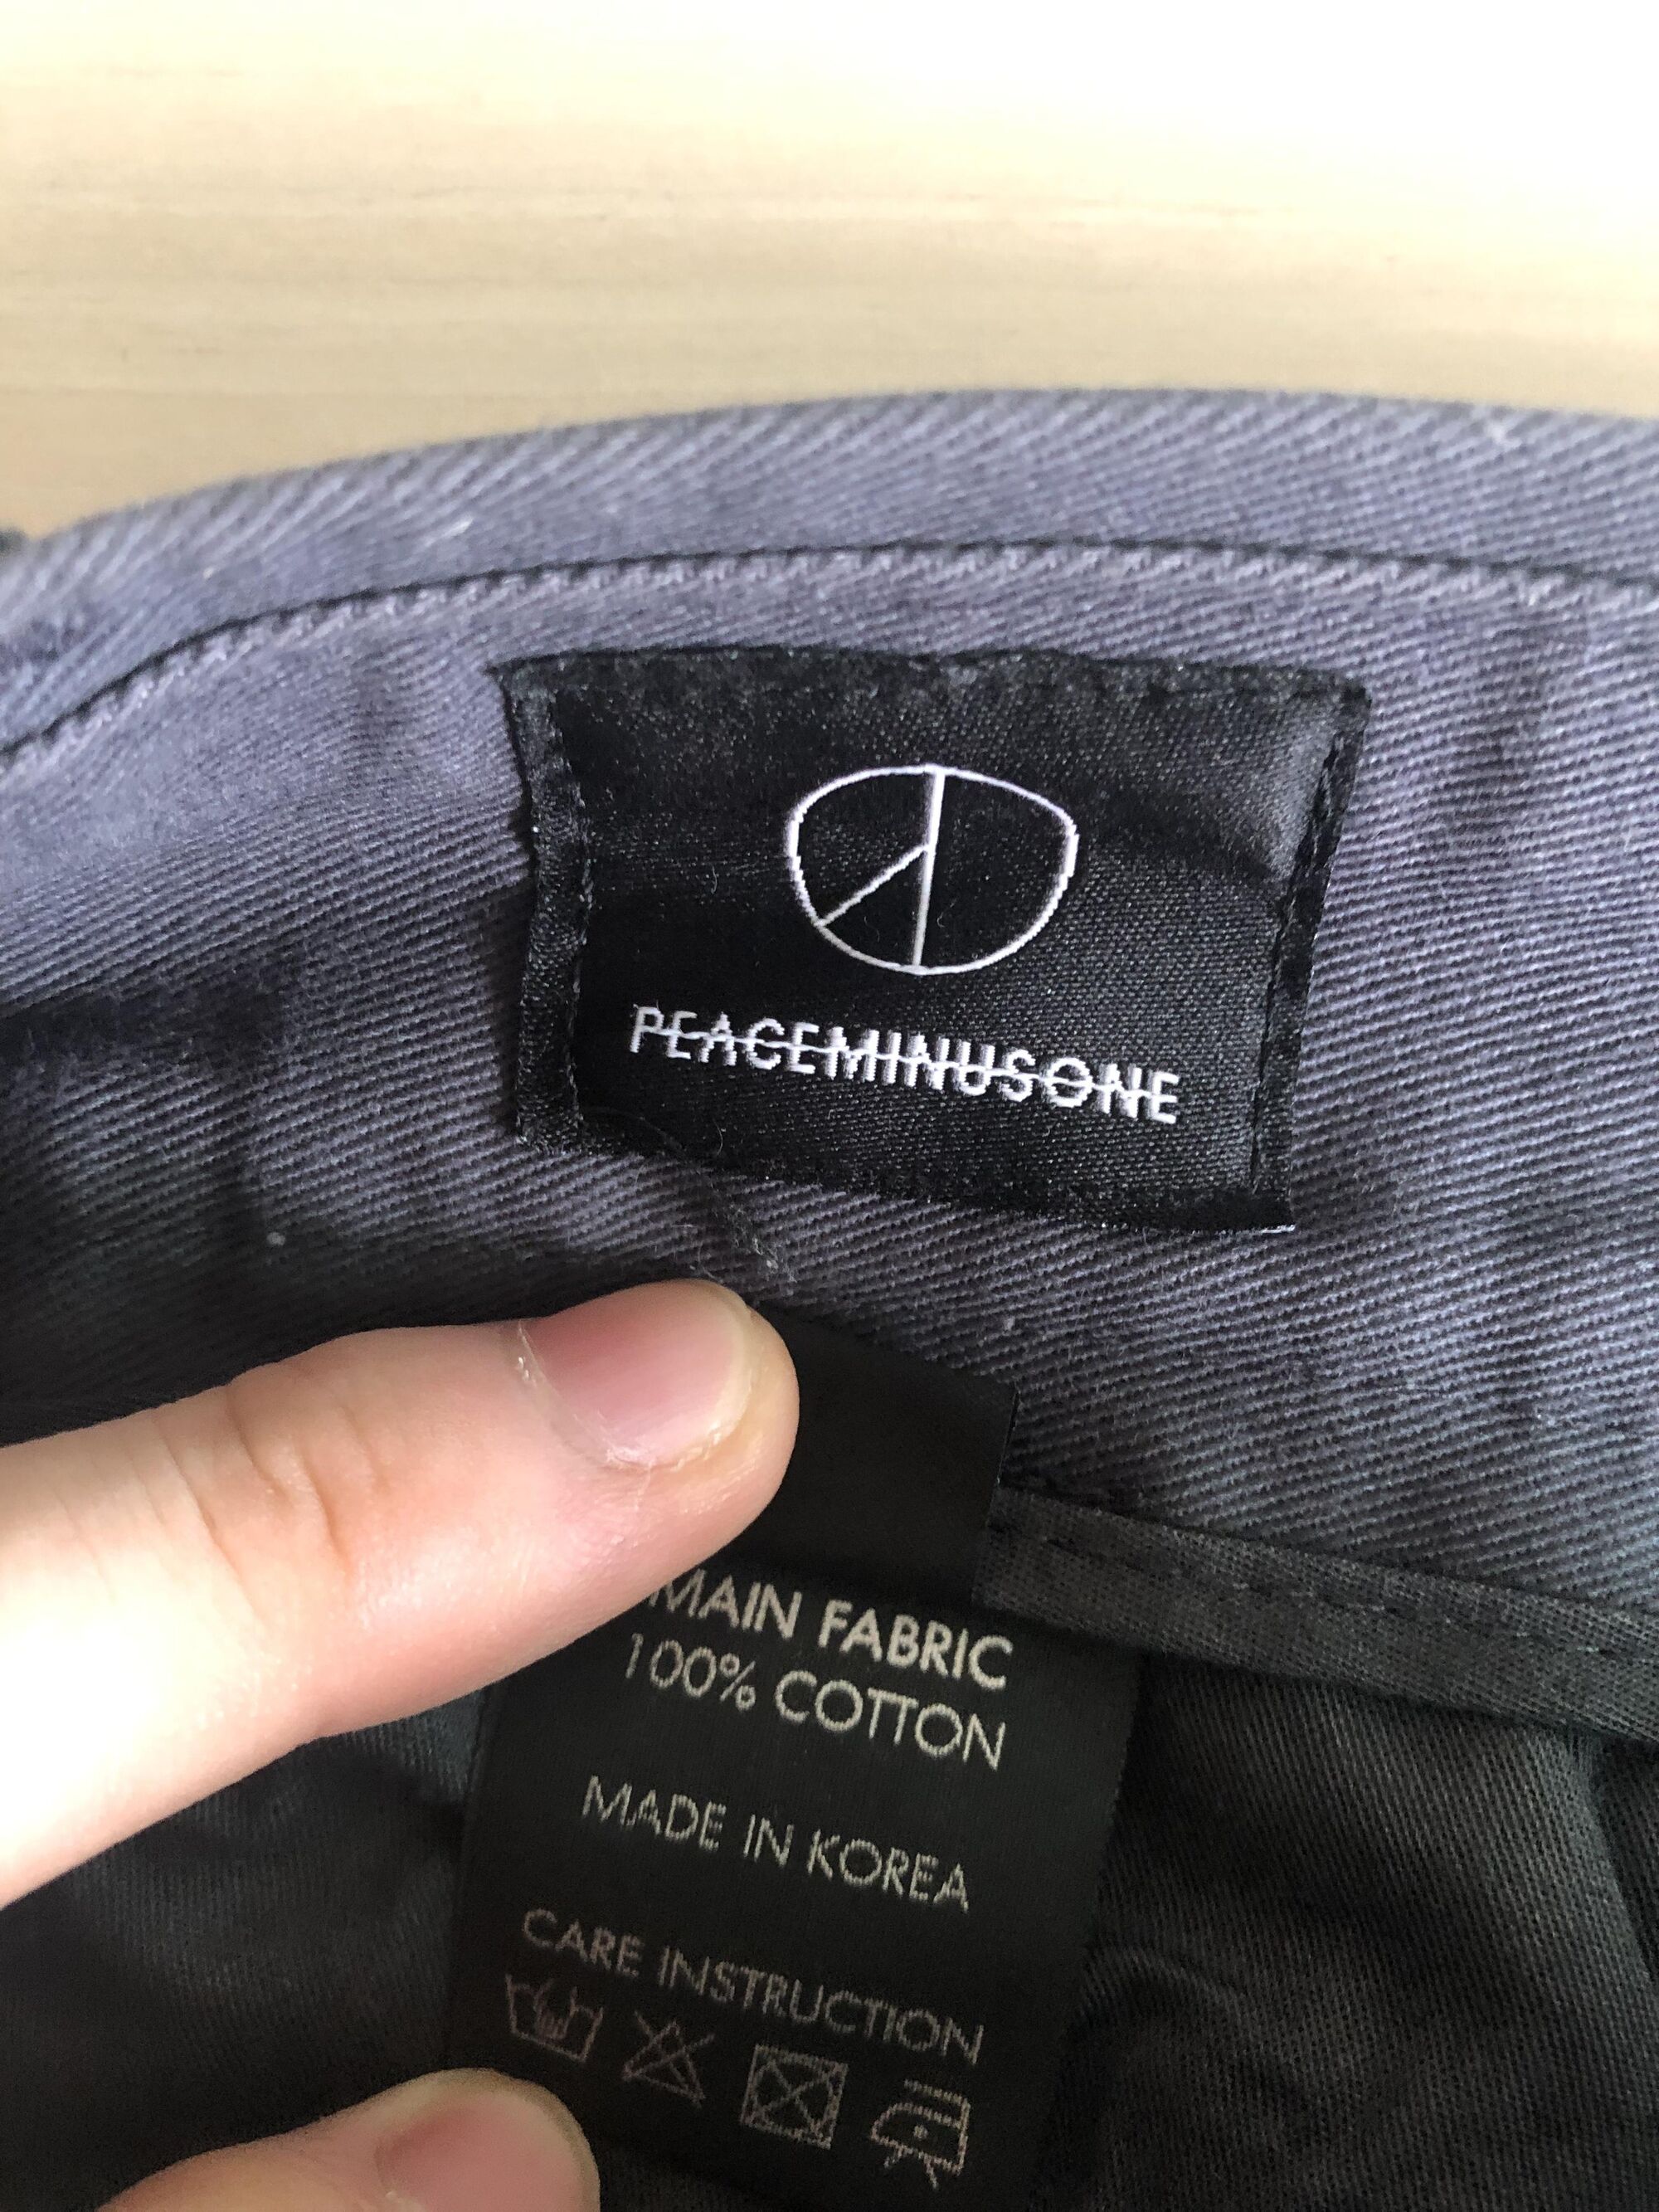 PEACEMINUSONE
MAIN FABRIC
100% COTTON
MADE IN KOREA
CARE INSTRUCTION